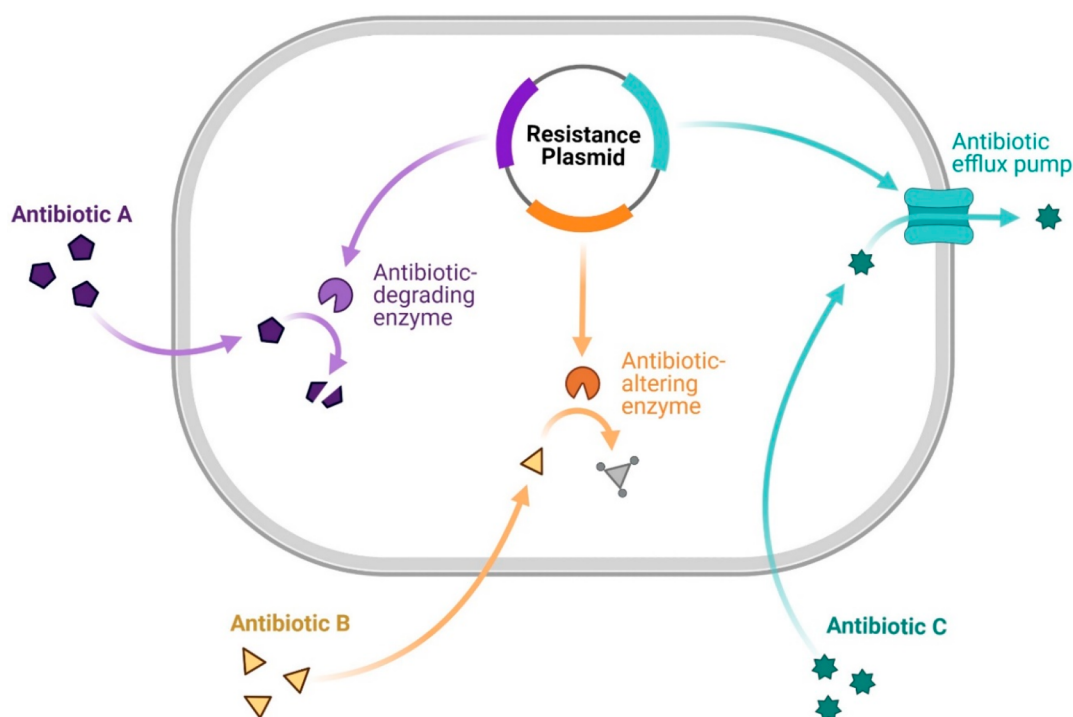 Resistance
Plasmid
Antibiotic
efflux pump
Antibiotic A
Antibiotic-
degrading
enzyme
Antibiotic-
altering
enzyme
Antibiotic B
Antibiotic C